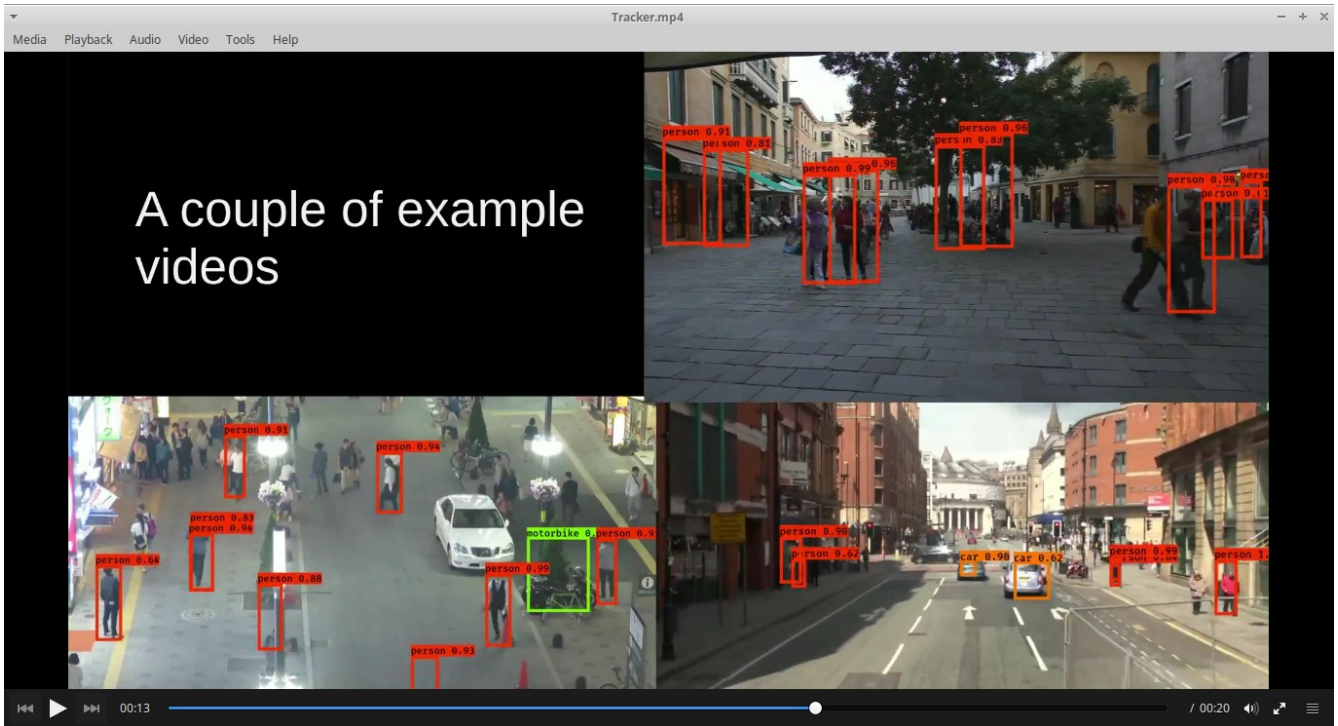 Tracker.mp4
Media Playback Audio Video Tools Help
A couple of example
videos
person 0.91
person 0.81
person 0.99
0.96
person 0.96
person 0.98
person 0.91
person 0.94
person 0.83
person 0.96
person 0.64
person 0.88
person 0.99
motorbike 0.
person 0.9
person 0.93
person 0.90
person 0.62
car 0.98
car 0.62
person 0.99
person 1.
00:13
/ 00:20